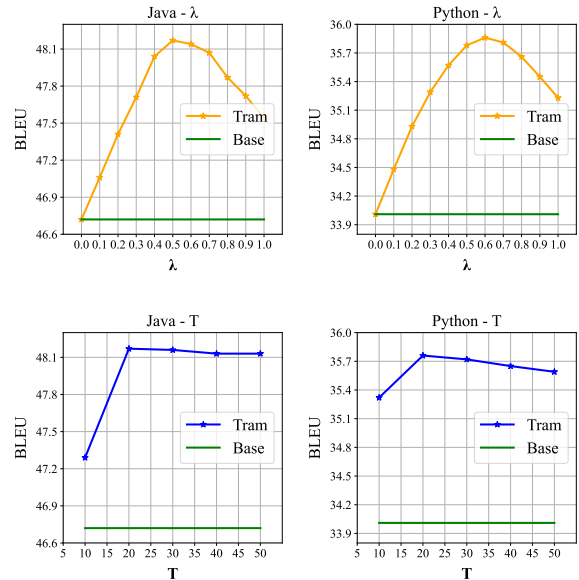 Java - λ
BLEU
48.1
47.8
47.5
47.2
46.9
46.6
0.0 0.1 0.2 0.3 0.4 0.5 0.6 0.7 0.8 0.9 1.0
λ
Tram
Base
Python - λ
BLEU
36.0
35.7
35.4
35.1
34.8
34.5
34.2
33.9
0.0 0.1 0.2 0.3 0.4 0.5 0.6 0.7 0.8 0.9 1.0
λ
Tram
Base
Java - T
BLEU
48.1
47.8
47.5
47.2
46.9
46.6
5 10 15 20 25 30 35 40 45 50
T
Tram
Base
Python - T
BLEU
36.0
35.7
35.4
35.1
34.8
34.5
34.2
33.9
5 10 15 20 25 30 35 40 45 50
T
Tram
Base